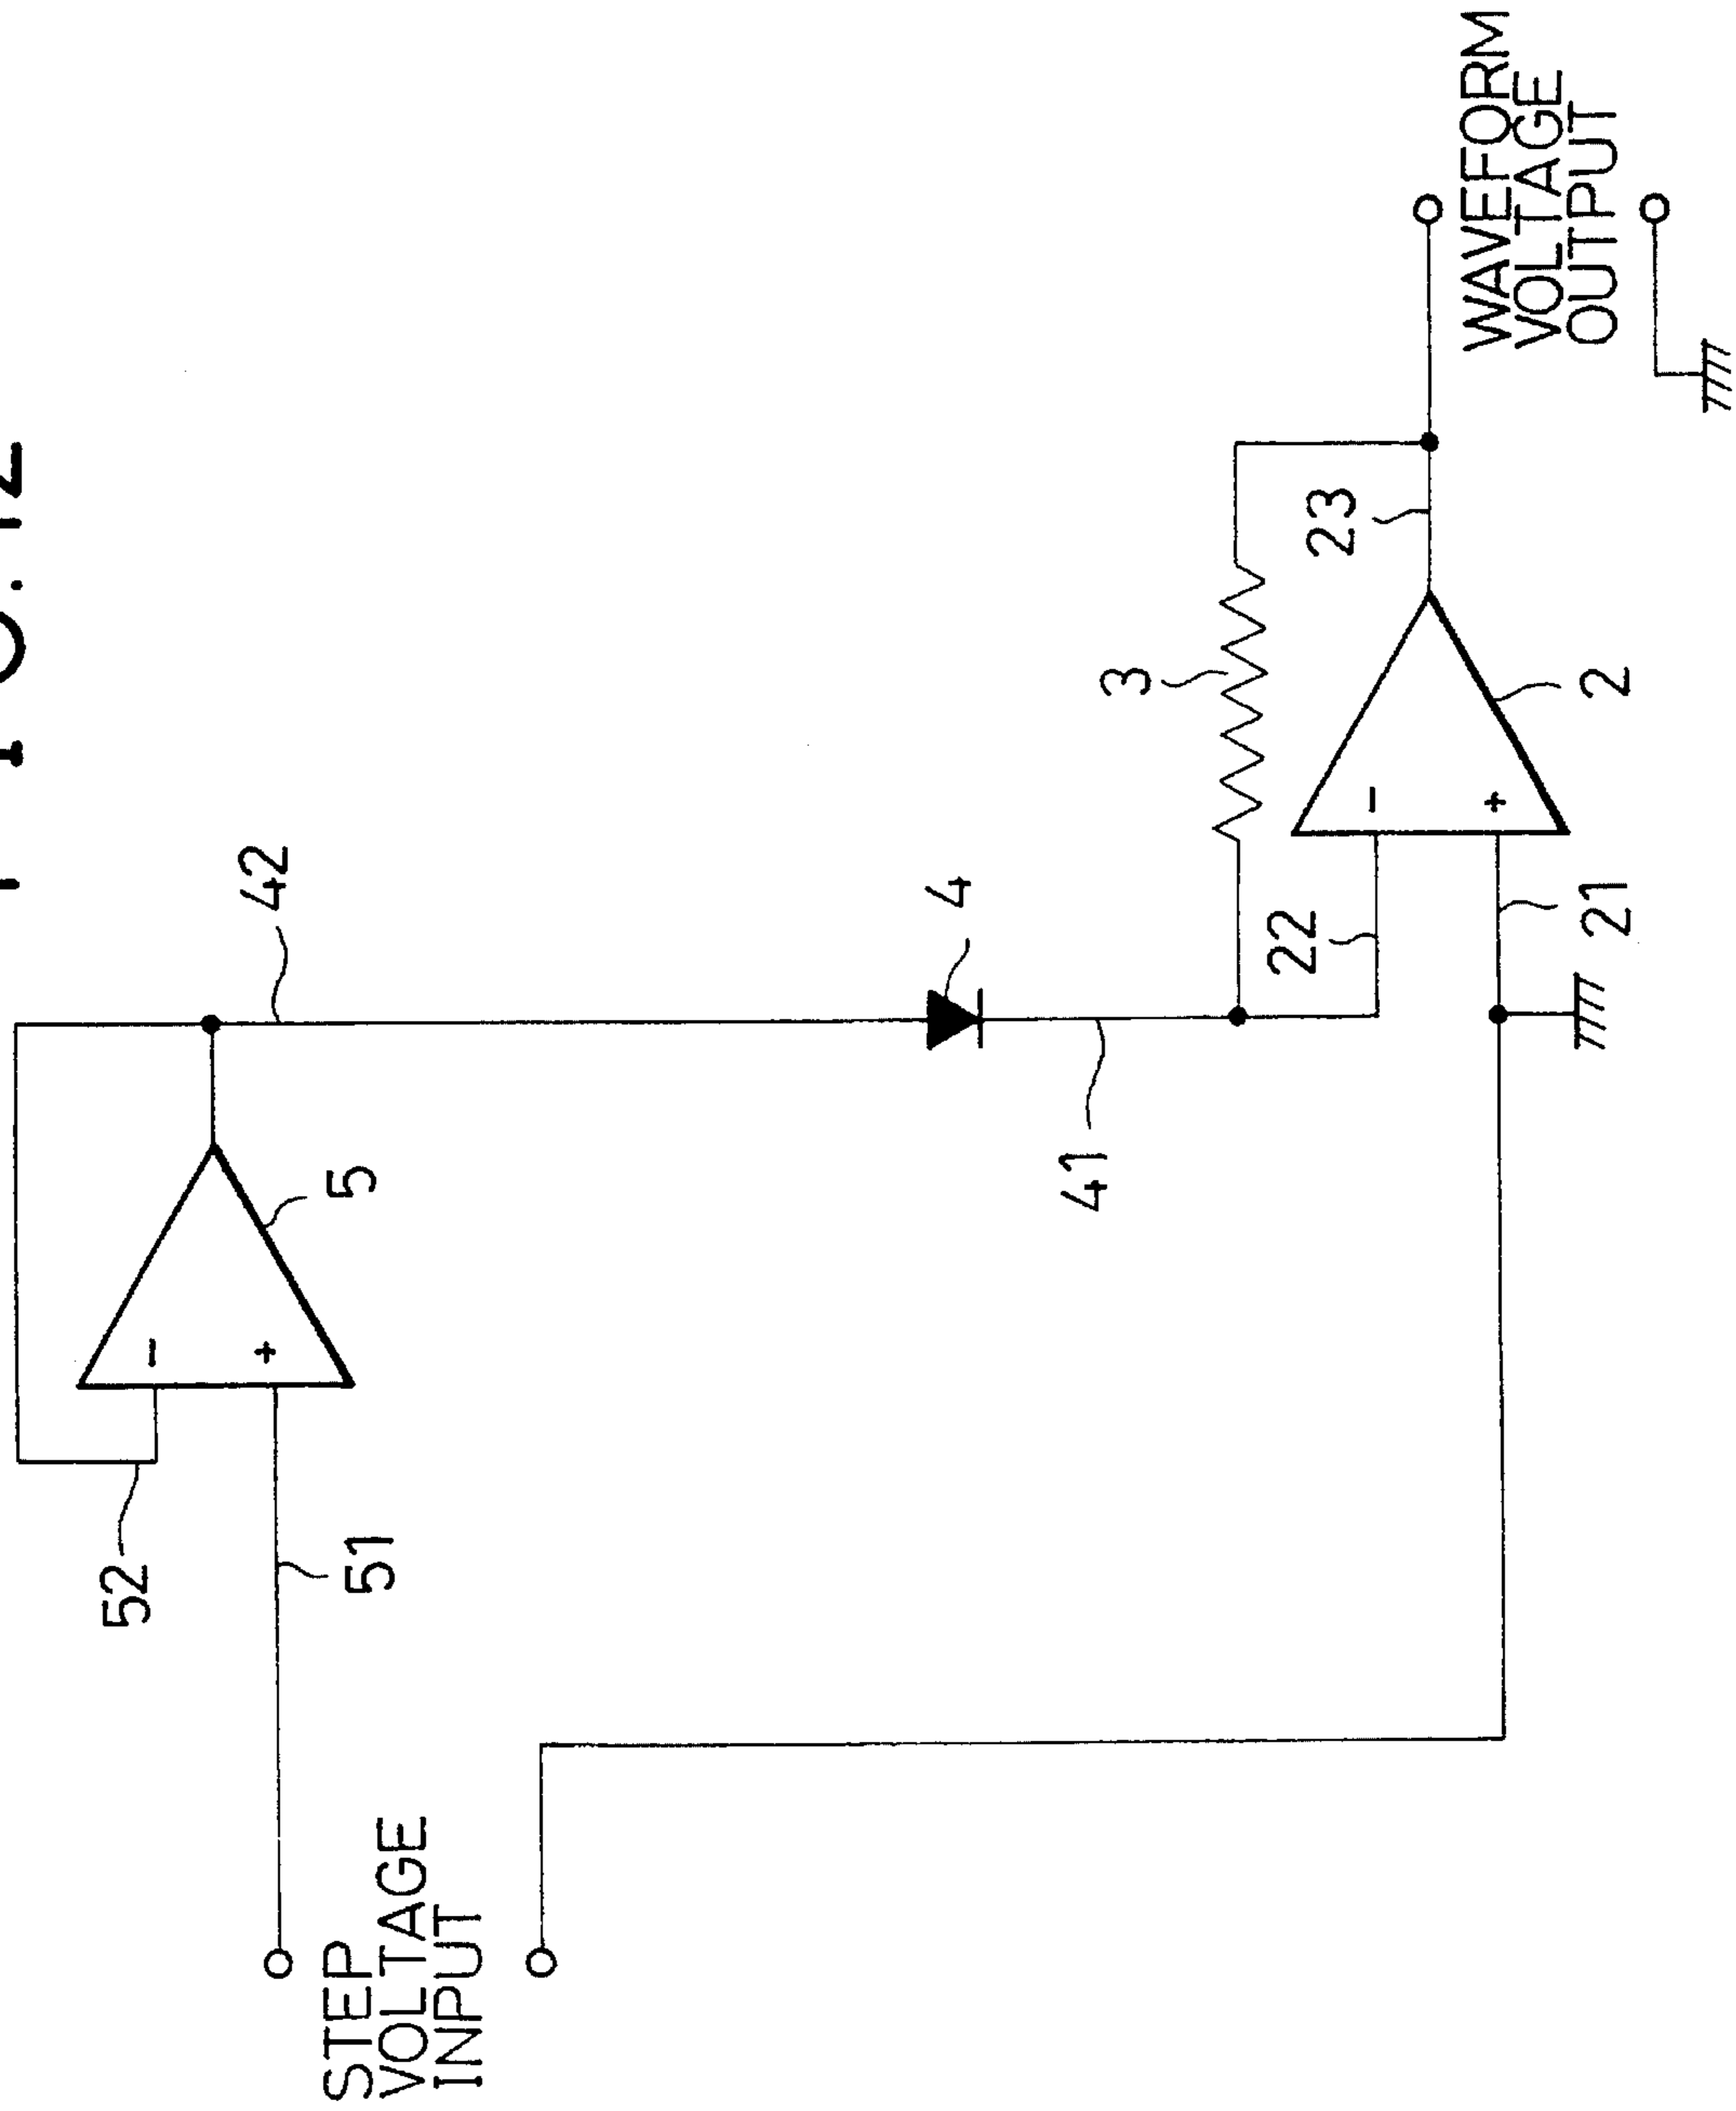 52
5
42
51
STEP
VOLTAGE
INPUT
4
41
3
22
23
21
2
WAVEFORM
VOLTAGE
OUTPUT
-
+
-
+